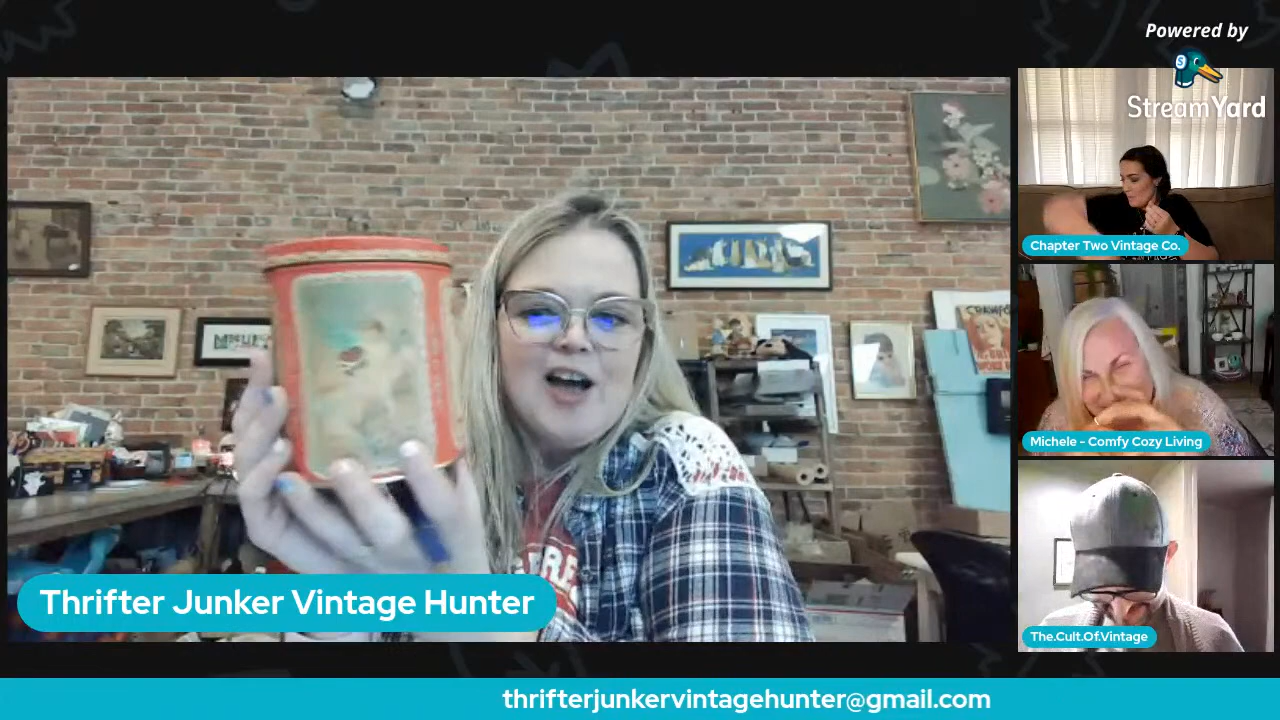 Powered by
StreamYard
Chapter Two Vintage Co.
CRAWFO
Michele - Comfy Cozy Living
Thrifter Junker Vintage Hunter
The.Cult.Of.Vintage
thrifterjunkervintagehunter@gmail.com